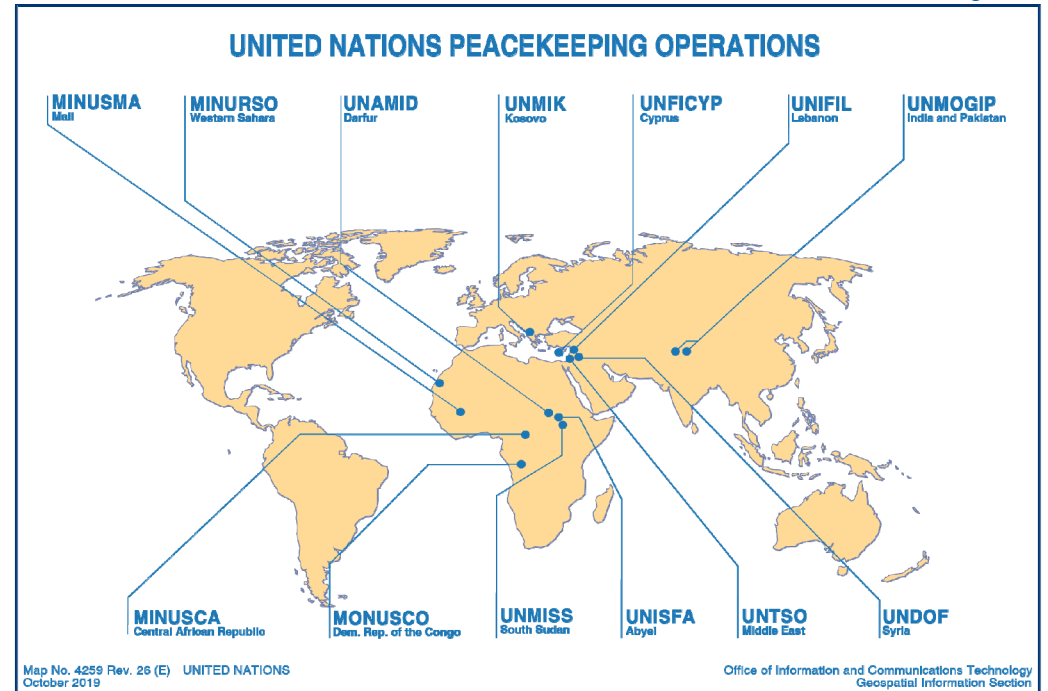 UNITED NATIONS PEACEKEEPING OPERATIONS
MINUSMA
Mali
MINURSO
Western Sahara
UNAMID
Darfur
UNMIK
Kosovo
UNFICYP
Cyprus
UNIFIL
Lebanon
UNMOGIP
India and Pakistan
MINUSCA
Central African Republic
MONUSCO
Dem. Rep. of the Congo
UNMISS
South Sudan
UNISFA
Abyei
UNTSO
Middle East
UNDOF
Syria
Map No. 4259 Rev. 26 (E) UNITED NATIONS
October 2019
Office of Information and Communications Technology
Geospatial Information Section